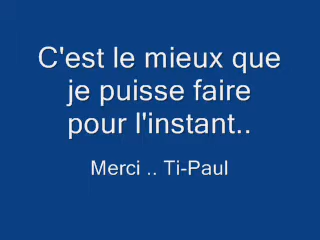 C'est le mieux que
je puisse faire
pour l'instant..
Merci .. Ti-Paul